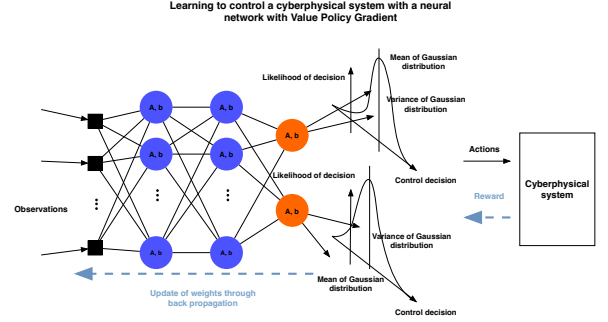 Learning to control a cyberphysical system with a neural
network with Value Policy Gradient
Mean of Gaussian
distribution
Likelihood of decision
Variance of Gaussian
distribution
A, b
A, b
A, b
A, b
A, b
Actions
Control decision
Likelihood of decision
Cyberphysical
system
Reward
Observations
A, b
Variance of Gaussian
distribution
A, b
A, b
Mean of Gaussian
distribution
Update of weights through
back propagation
Control decision